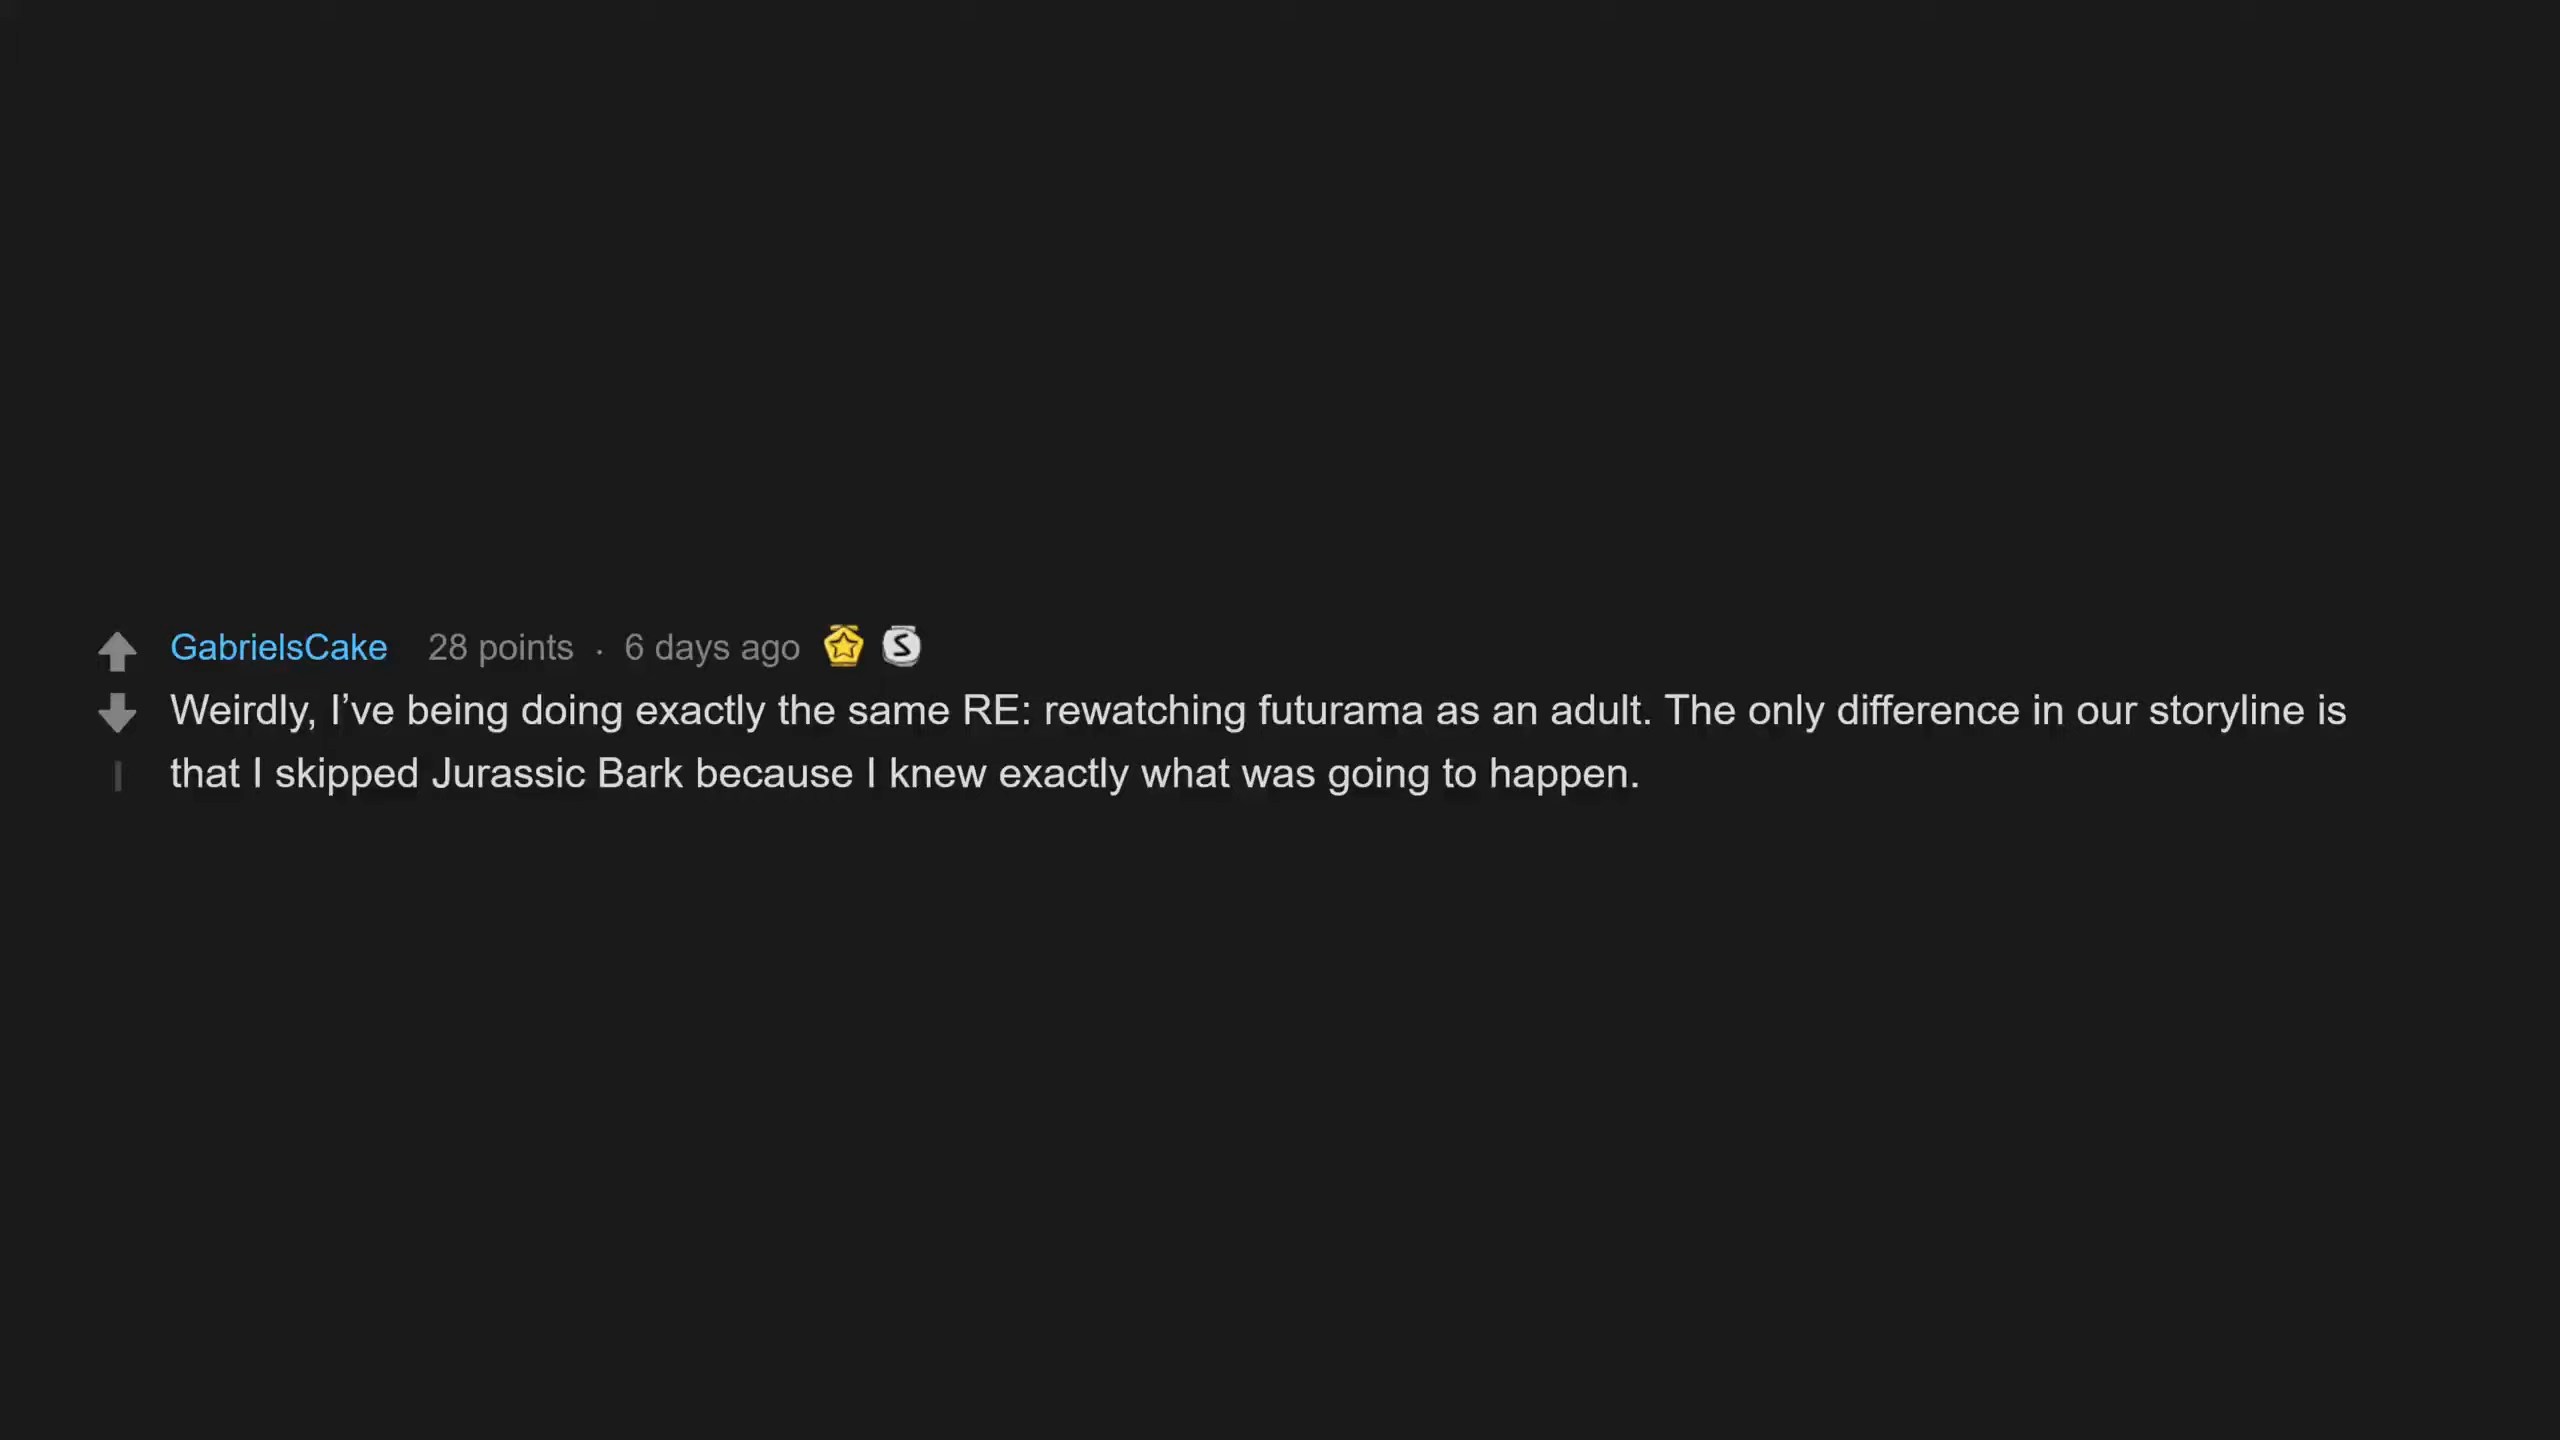 GabrielsCake 28 points · 6 days ago S
Weirdly, I’ve being doing exactly the same RE: rewatching futurama as an adult. The only difference in our storyline is
that I skipped Jurassic Bark because I knew exactly what was going to happen.